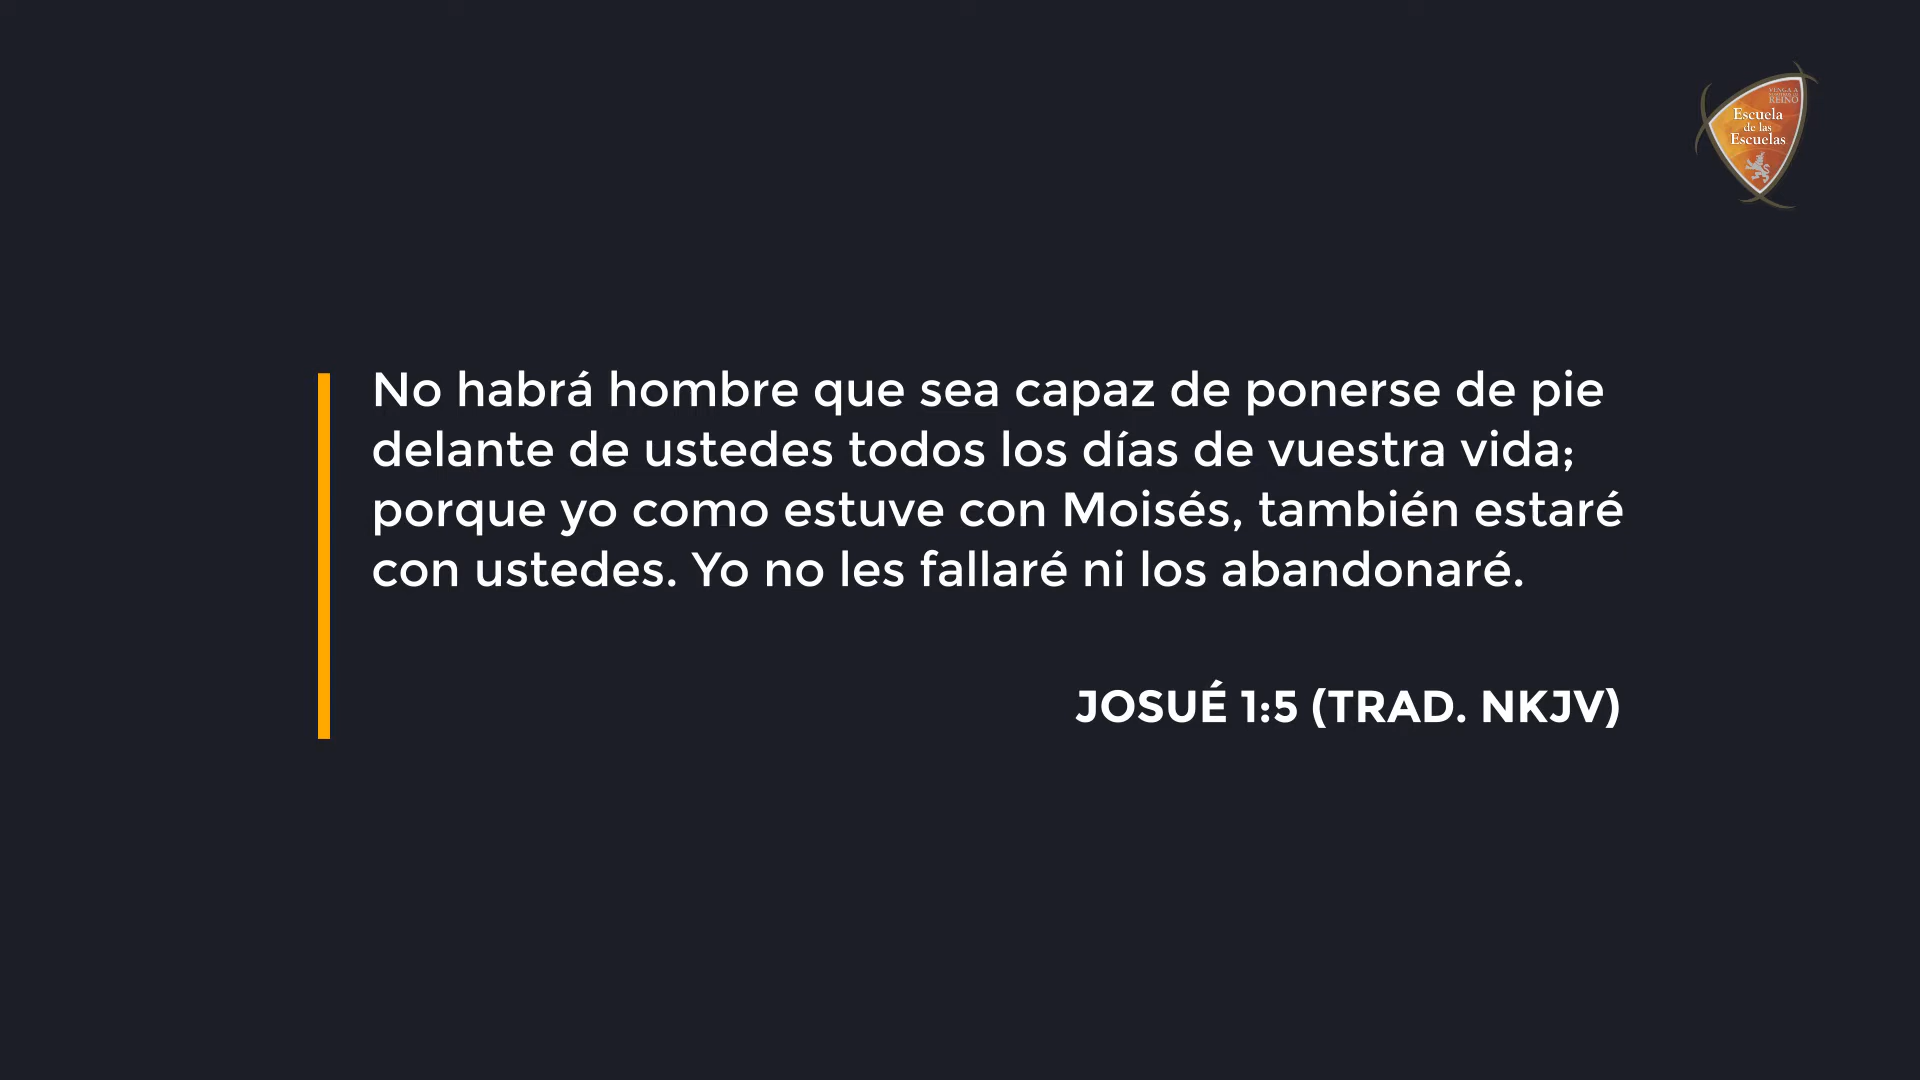 VENGA A
REINO
Escuela
de las
Escuelas
No habrá hombre que sea capaz de ponerse de pie
delante de ustedes todos los días de vuestra vida;
porque yo como estuve con Moisés, también estaré
con ustedes. Yo no les fallaré ni los abandonaré.
JOSUÉ 1:5 (TRAD. NKJV)